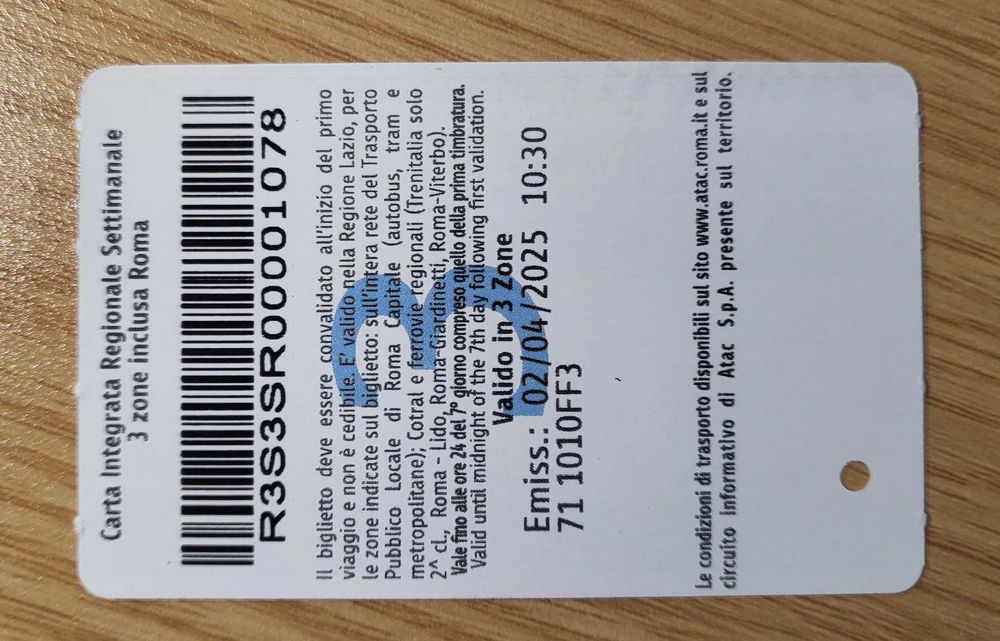 Carta Integrata Regionale Settimanale
3 zone inclusa Roma
R3S3SR00001078
Il biglietto deve essere convalidato all'inizio del primo
viaggio e non è cedibile. E' valido nella Regione Lazio, per
le zone indicate sul biglietto: sull'intera rete del Trasporto
Pubblico Locale di Roma Capitale (autobus, tram e
metropolitane); Cotral e ferrovie regionali (Trenitalia solo
2^ cl., Roma - Lido, Roma-Giardinetti, Roma-Viterbo).
Vale fino alle ore 24 del 7° giorno compreso quello della prima timbratura.
Valid until midnight of the 7th day following first validation.
3
Valido in 3 Zone
Emiss.: 02/04/2025 10:30
71 1010FF3
Le condizioni di trasporto disponibili sul sito www.atac.roma.it e sul
circuito informativo di Atac S.p.A. presente sul territorio.